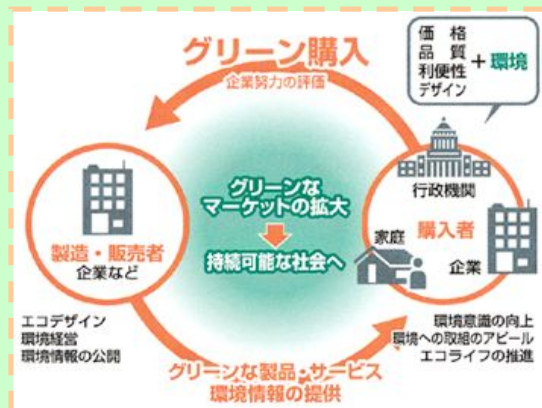 グリーン購入
企業努力の評価
価格
品質
利便性
デザイン
+環境
行政機関
購入者
家庭
企業
グリーンな
マーケットの拡大
持続可能な社会へ
製造・販売者
企業など
エコデザイン
環境経営
環境情報の公開
環境意識の向上
環境への取組のアピール
エコライフの推進
グリーンな製品・サービス
環境情報の提供